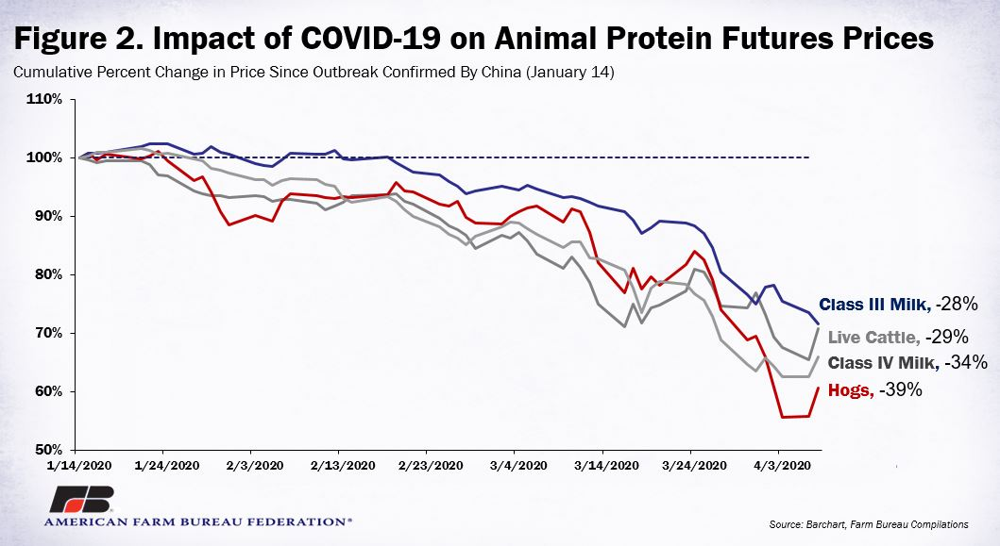 Figure 2. Impact of COVID-19 on Animal Protein Futures Prices
Cumulative Percent Change in Price Since Outbreak Confirmed By China (January 14)
110%
100%
90%
80%
70%
60%
50%
Class III Milk, -28%
Live Cattle, -29%
Class IV Milk, -34%
Hogs, -39%
1/14/2020 1/24/2020 2/3/2020 2/13/2020 2/23/2020 3/4/2020 3/14/2020 3/24/2020 4/3/2020
FB
AMERICAN FARM BUREAU FEDERATION®
Source: Barchart, Farm Bureau Compilations